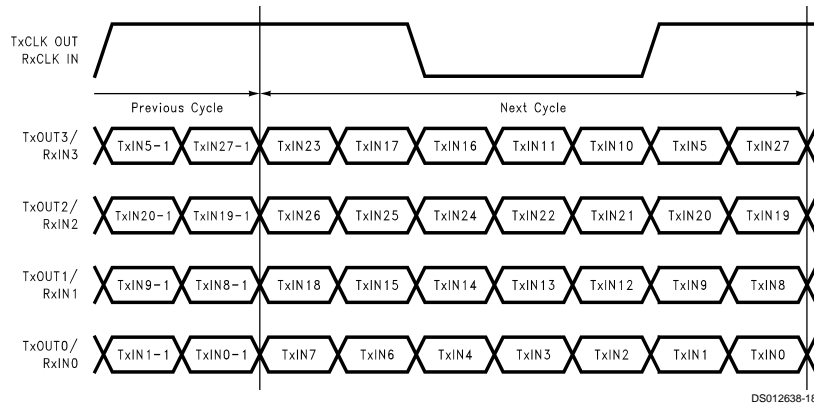 TxCLK OUT
RxCLK IN
Previous Cycle
Next Cycle
TxOUT3/
RxIN3
TxIN5-1 TxIN27-1 TxIN23 TxIN17 TxIN16 TxIN11 TxIN10 TxIN5 TxIN27
TxOUT2/
RxIN2
TxIN20-1 TxIN19-1 TxIN26 TxIN25 TxIN24 TxIN22 TxIN21 TxIN20 TxIN19
TxOUT1/
RxIN1
TxIN9-1 TxIN8-1 TxIN18 TxIN15 TxIN14 TxIN13 TxIN12 TxIN9 TxIN8
TxOUT0/
RxIN0
TxIN1-1 TxIN0-1 TxIN7 TxIN6 TxIN4 TxIN3 TxIN2 TxIN1 TxIN0
DS012638-18